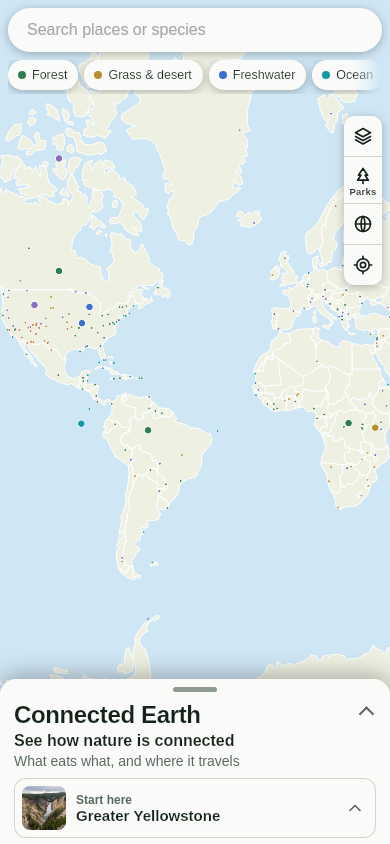 Search places or species
Forest
Grass & desert
Freshwater
Ocean
Parks
Connected Earth
See how nature is connected
What eats what, and where it travels
Start here
Greater Yellowstone